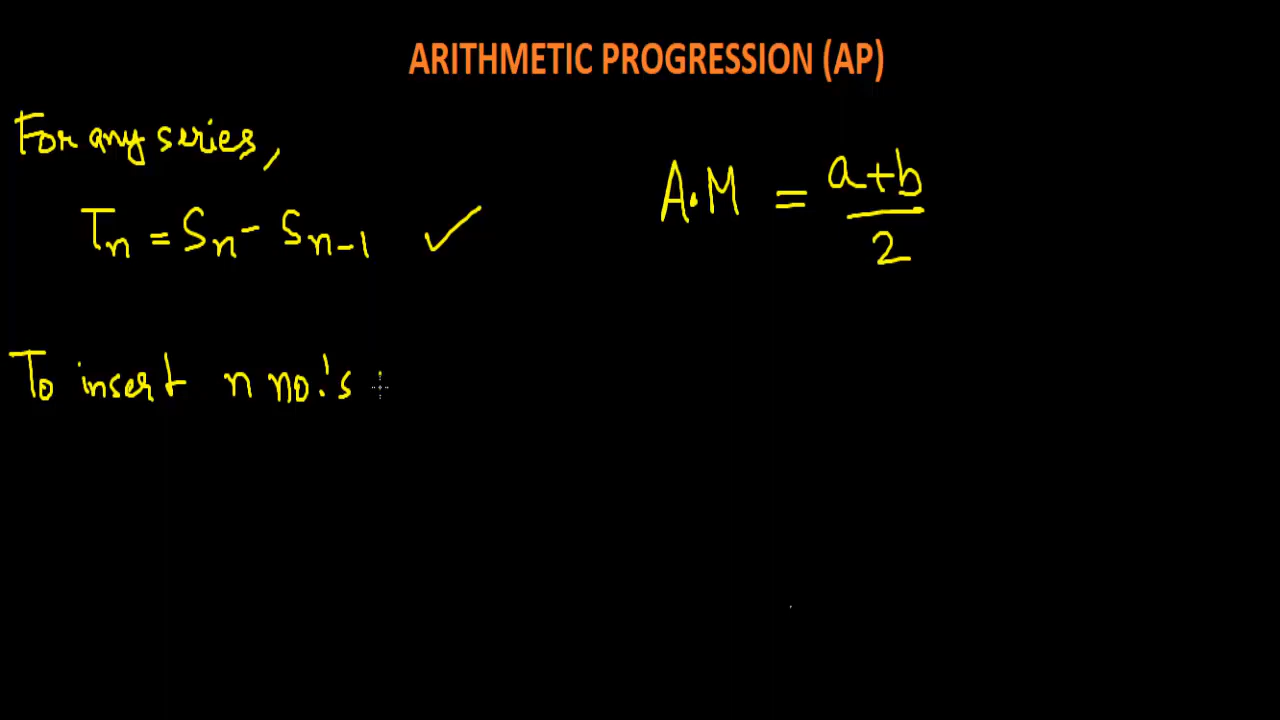 ARITHMETIC PROGRESSION (AP)
For any series,
Tn = Sn - Sn-1 ✓
A.M = a+b
2
To insert n no.'s